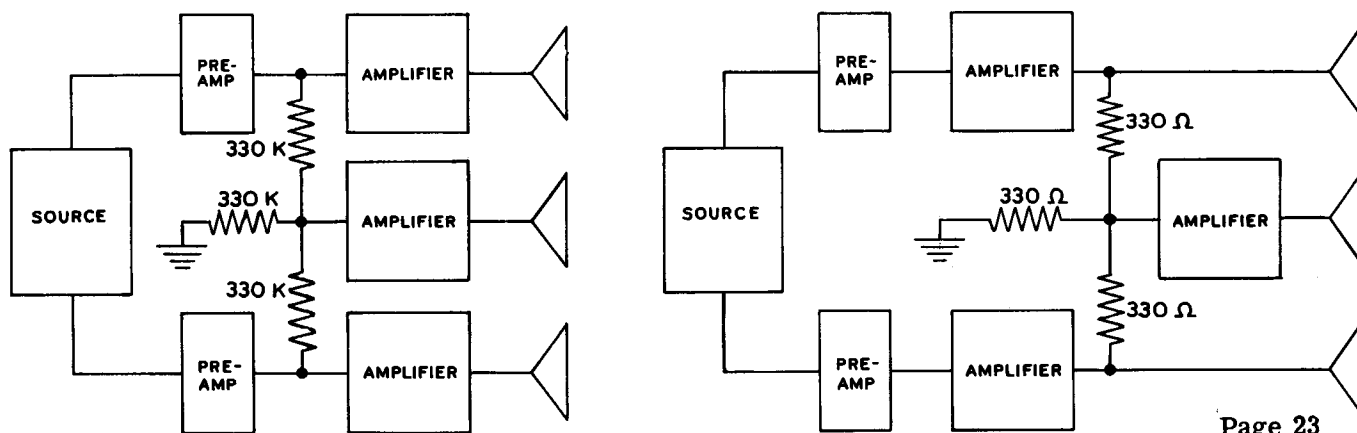 PRE-
AMP
AMPLIFIER
330 K
SOURCE
330 K
AMPLIFIER
330 K
PRE-
AMP
AMPLIFIER
PRE-
AMP
AMPLIFIER
330 Ω
SOURCE
330 Ω
AMPLIFIER
330 Ω
PRE-
AMP
AMPLIFIER
Page 23